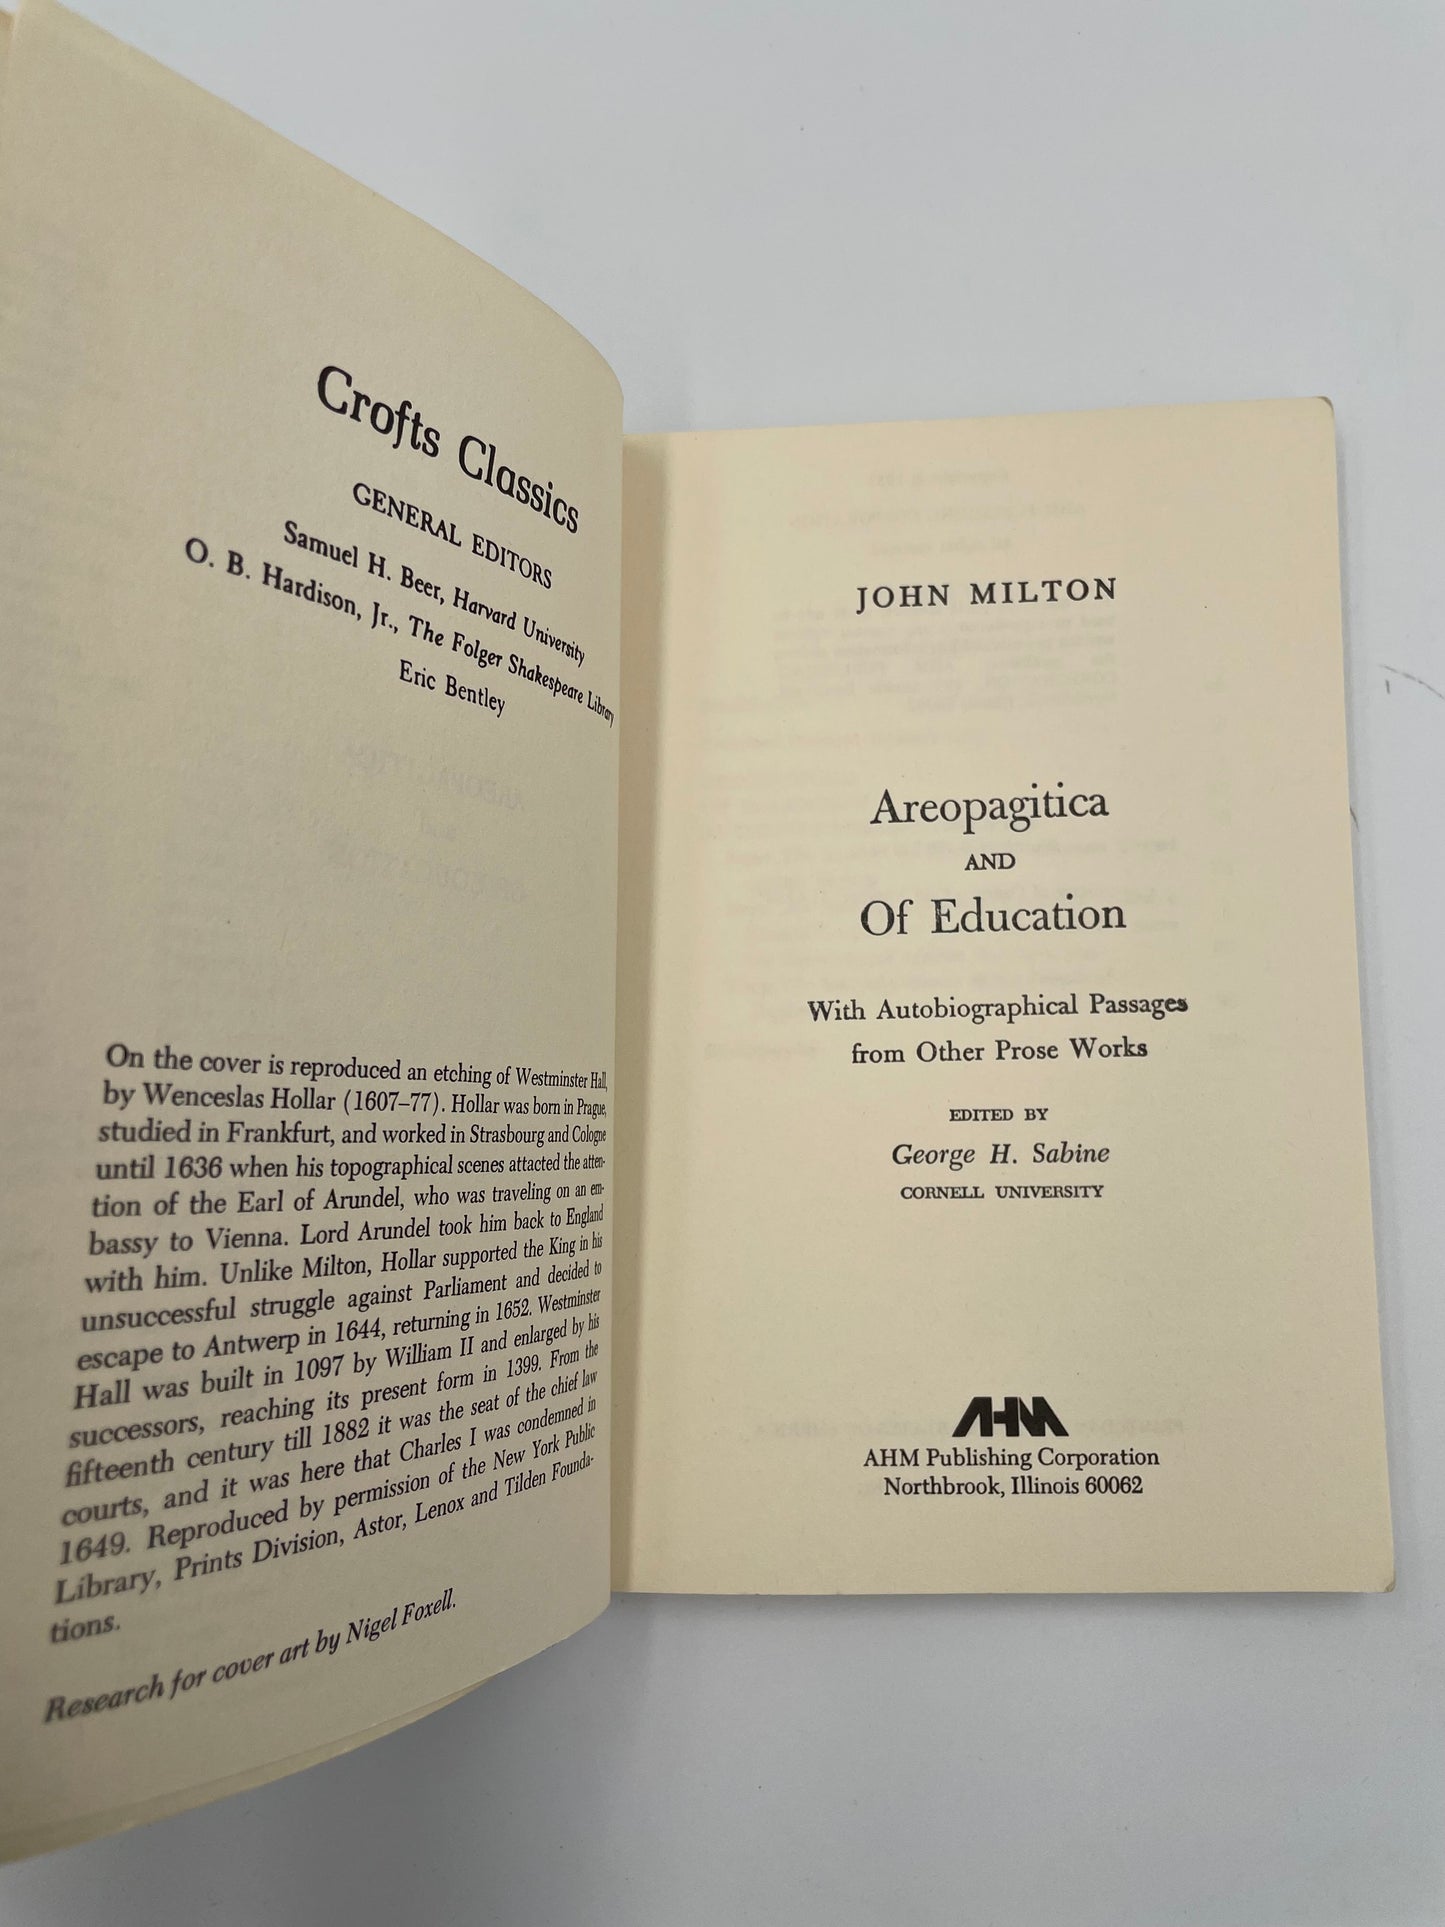 Crofts Classics
GENERAL EDITORS
Samuel H. Beer, Harvard University
O. B. Hardison, Jr., The Folger Shakespeare Library
Eric Bentley
On the cover is reproduced an etching of Westminster Hall,
by Wenceslas Hollar (1607–77). Hollar was born in Prague,
studied in Frankfurt, and worked in Strasbourg and Cologne
until 1636 when his topographical scenes attacted the atten-
tion of the Earl of Arundel, who was traveling on an em-
bassy to Vienna. Lord Arundel took him back to England
with him. Unlike Milton, Hollar supported the King in his
unsuccessful struggle against Parliament and decided to
escape to Antwerp in 1644, returning in 1652. Westminster
Hall was built in 1097 by William II and enlarged by his
successors, reaching its present form in 1399. From the
fifteenth century till 1882 it was the seat of the chief law
courts, and it was here that Charles I was condemned in
1649. Reproduced by permission of the New York Public
Library, Prints Division, Astor, Lenox and Tilden Founda-
tions.
Research for cover art by Nigel Foxell.
JOHN MILTON
Areopagitica
AND
Of Education
With Autobiographical Passages
from Other Prose Works
EDITED BY
George H. Sabine
CORNELL UNIVERSITY
AHM
AHM Publishing Corporation
Northbrook, Illinois 60062